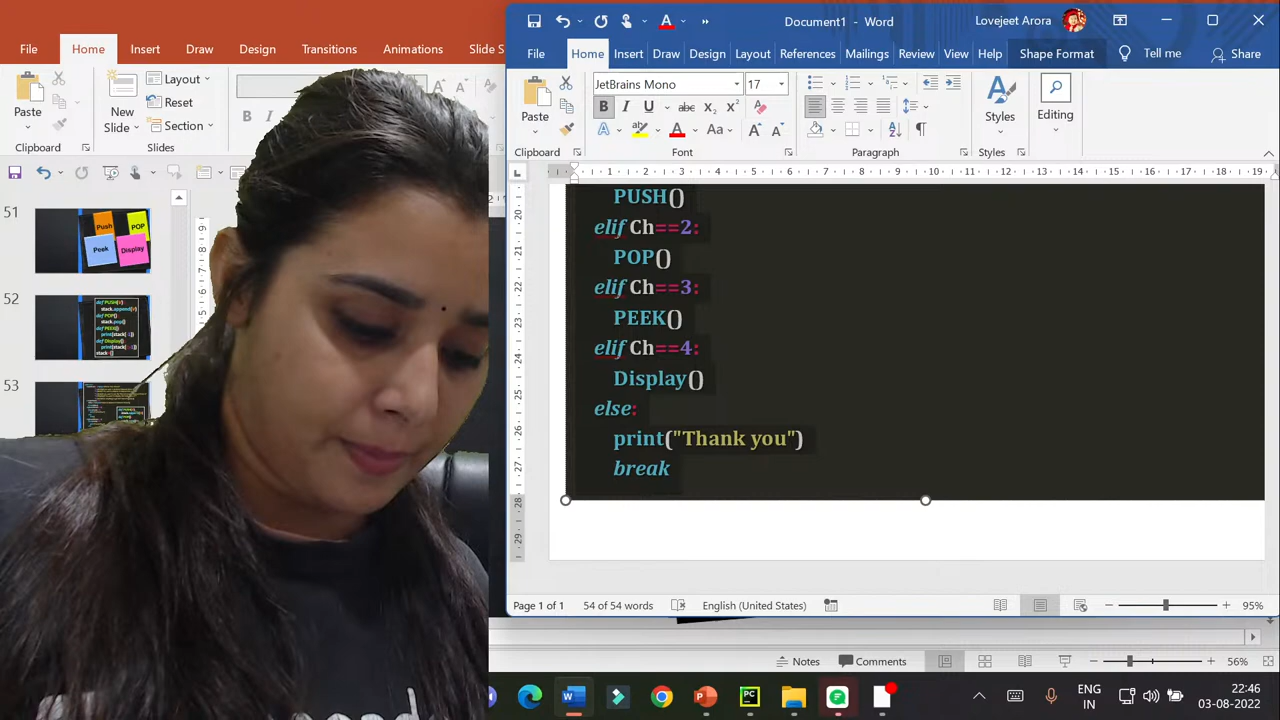 Document1 - Word
Lovejeet Arora
File Home Insert Draw Design Transitions Animations Slide S
File Home Insert Draw Design Layout References Mailings Review View Help Shape Format Tell me Share
Paste
New
Slide
Layout
Reset
Section
Clipboard
Slides
Paste
JetBrains Mono 17
Styles
Editing
Clipboard Font Paragraph Styles
51
Push
POP
Peek
Display
52
53
PUSH()
elif Ch==2:
POP()
elif Ch==3:
PEEK()
elif Ch==4:
Display()
else:
print("Thank you")
break
Page 1 of 1 54 of 54 words English (United States) 95%
Notes Comments 56%
ENG
IN
22:46
03-08-2022